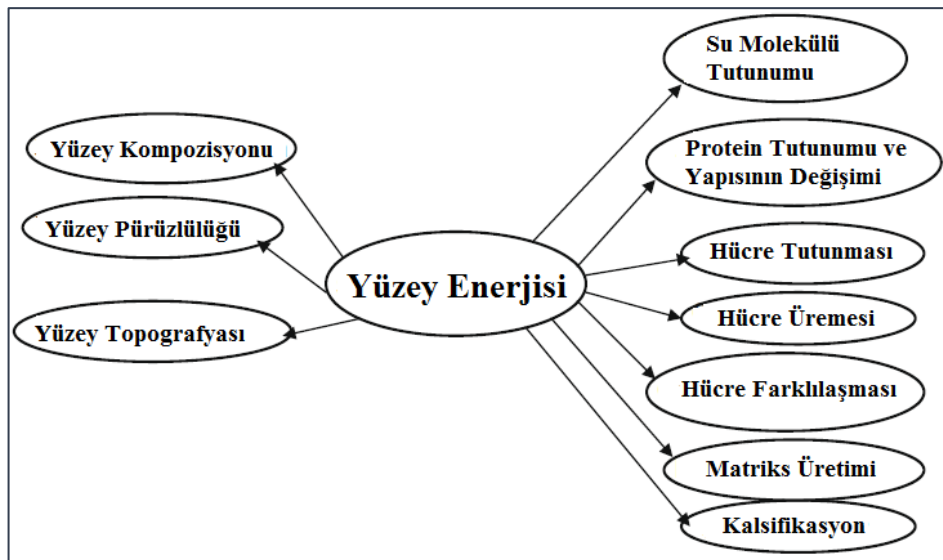 Yüzey Kompozisyonu
Yüzey Pürüzlülüğü
Yüzey Topografyası
Yüzey Enerjisi
Su Molekülü
Tutunumu
Protein Tutunumu ve
Yapısının Değişimi
Hücre Tutunması
Hücre Üremesi
Hücre Farklılaşması
Matriks Üretimi
Kalsifikasyon